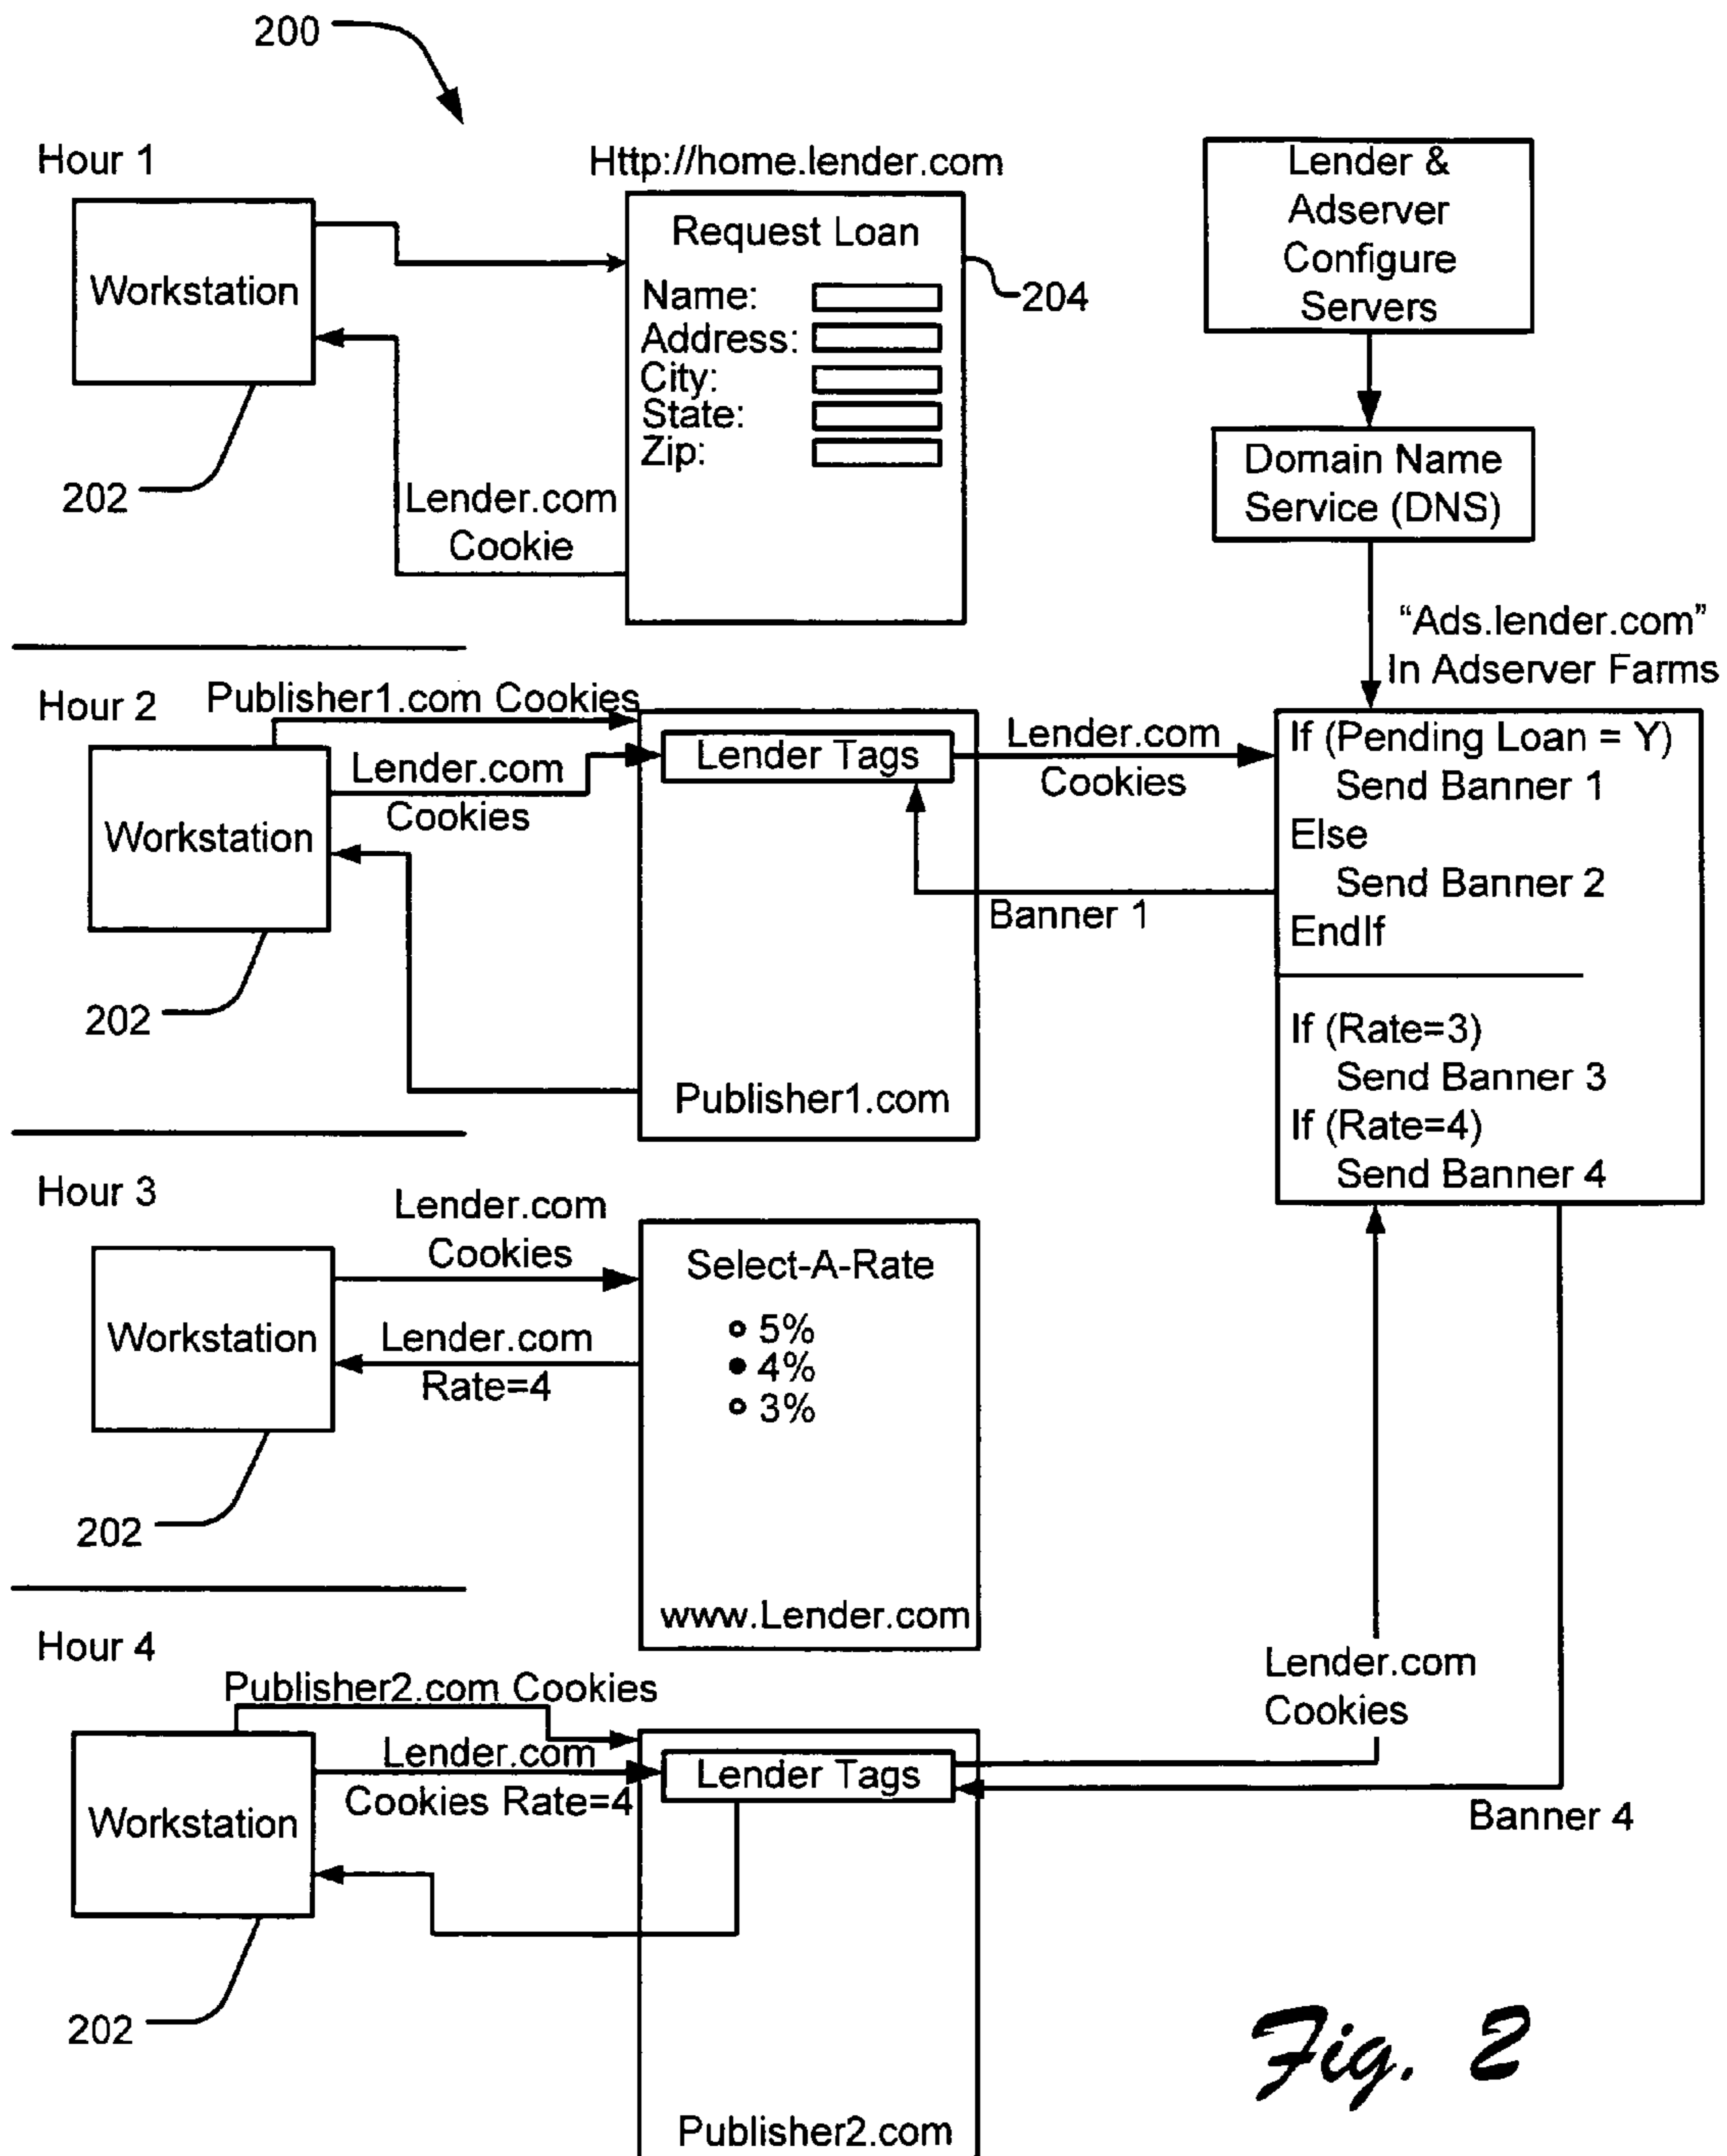 200
Hour 1
Http://home.lender.com
Workstation
202
Request Loan
Name:
Address:
City:
State:
Zip:
204
Lender.com
Cookie
Lender &
Adserver
Configure
Servers
Domain Name
Service (DNS)
“Ads.lender.com”
In Adserver Farms
Hour 2
Publisher1.com Cookies
Workstation
202
Lender.com
Cookies
Lender Tags
Publisher1.com
Lender.com
Cookies
Banner 1
If (Pending Loan = Y)
Send Banner 1
Else
Send Banner 2
EndIf
If (Rate=3)
Send Banner 3
If (Rate=4)
Send Banner 4
Hour 3
Workstation
202
Lender.com
Cookies
Lender.com
Rate=4
Select-A-Rate
5%
4%
3%
www.Lender.com
Hour 4
Publisher2.com Cookies
Workstation
202
Lender.com
Cookies Rate=4
Lender Tags
Publisher2.com
Lender.com
Cookies
Banner 4
Fig. 2